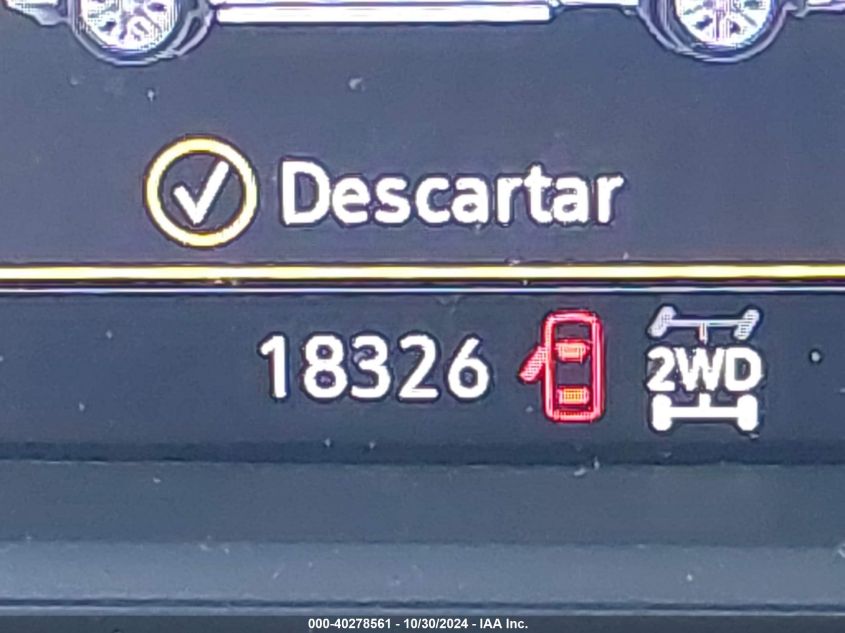 Descartar
18326 2WD
000-40278561 - 10/30/2024 - IAA Inc.